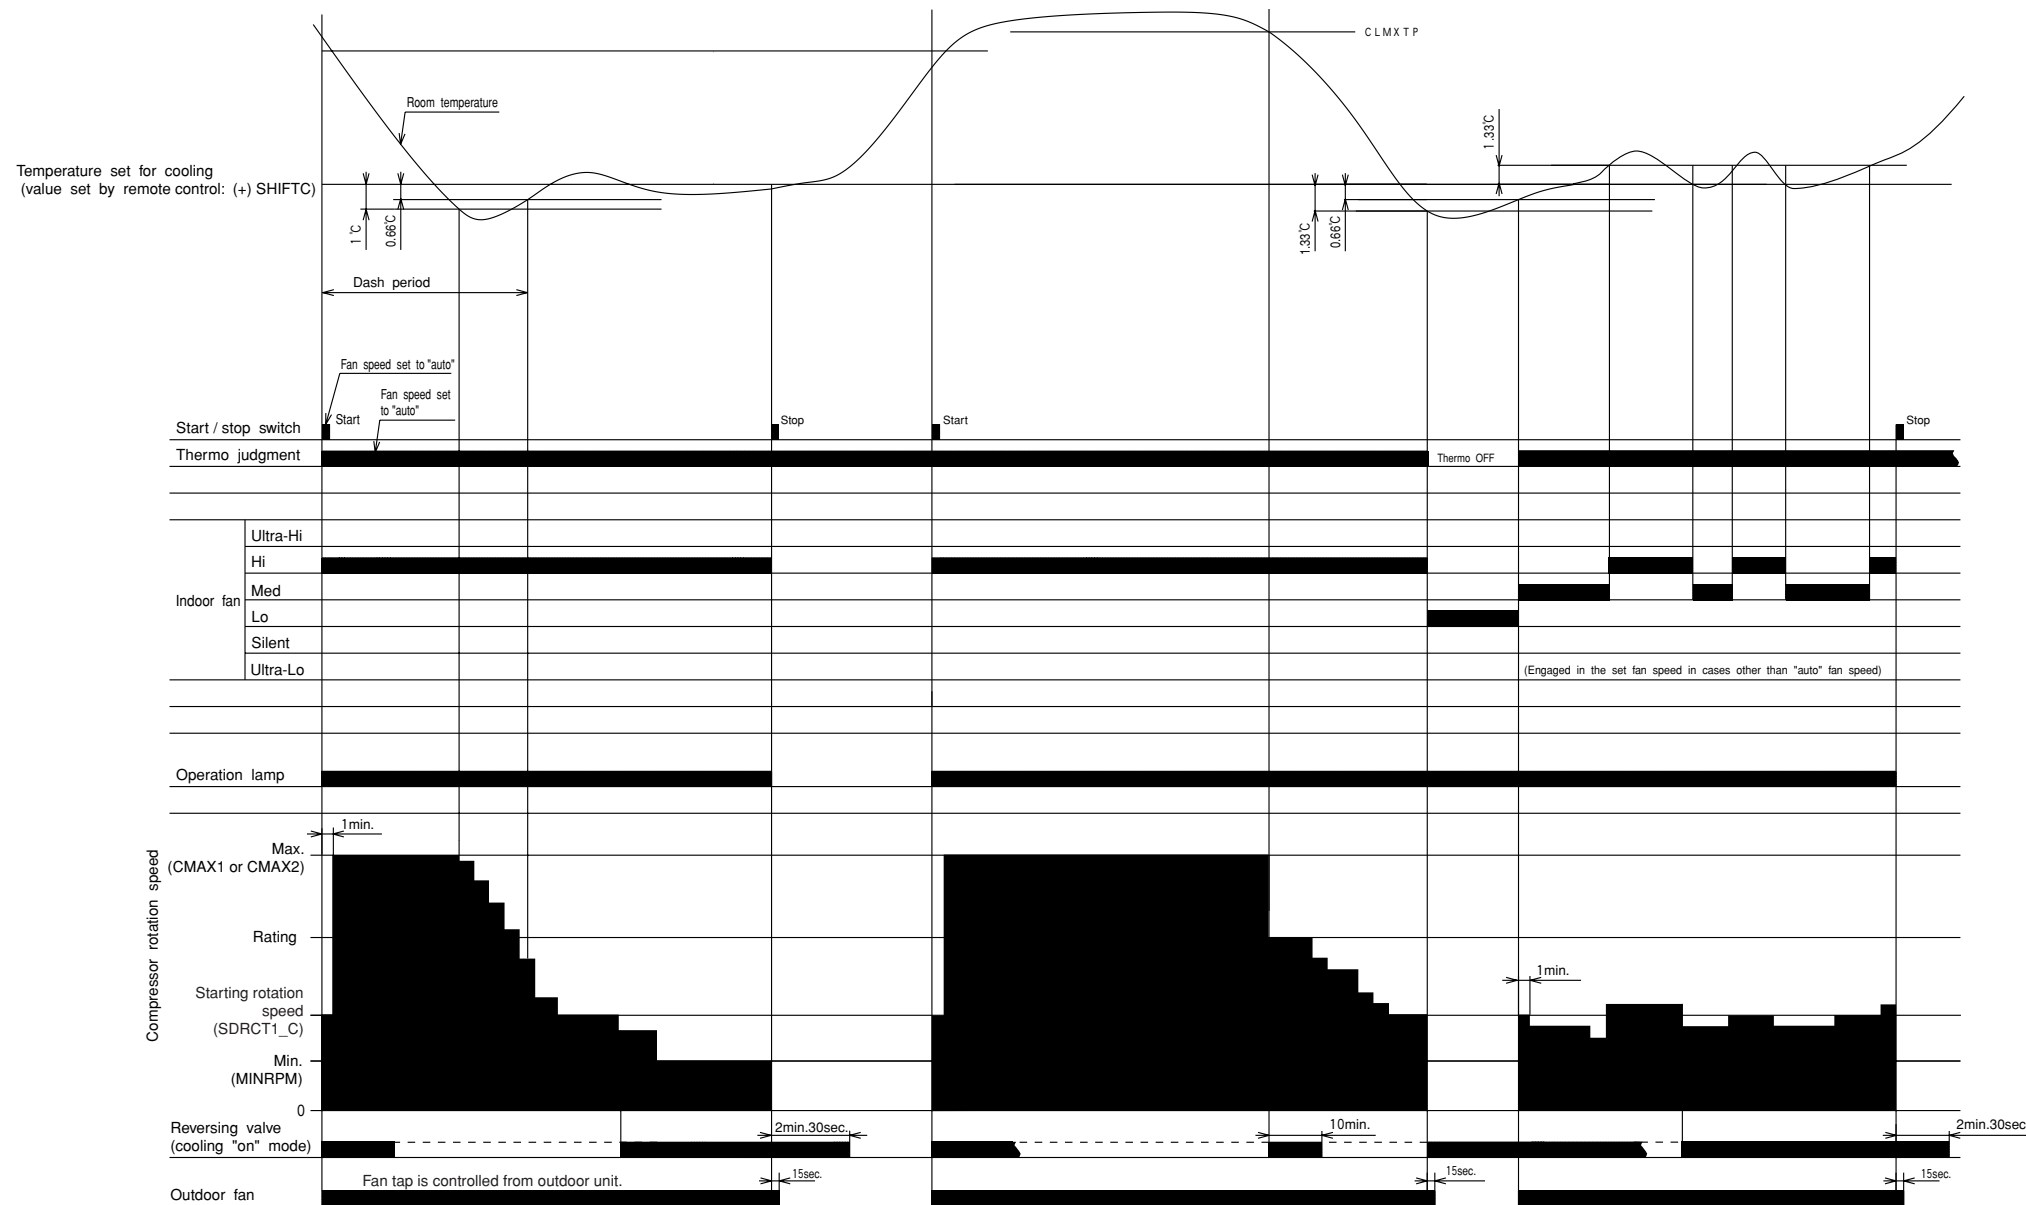 CLMXTP
Room temperature
1.33℃
Temperature set for cooling
(value set by remote control: (+) SHIFTC)
1℃
0.66℃
1.33℃
0.66℃
Dash period
Fan speed set to "auto"
Fan speed set
to "auto"
Start / stop switch
Start
Stop
Start
Stop
Thermo judgment
Thermo OFF
Indoor fan
Ultra-Hi
Hi
Med
Lo
Silent
Ultra-Lo
(Engaged in the set fan speed in cases other than "auto" fan speed)
Operation lamp
Compressor rotation speed
1min.
Max.
(CMAX1 or CMAX2)
Rating
Starting rotation
speed
(SDRCT1_C)
1min.
Min.
(MINRPM)
0
Reversing valve
(cooling "on" mode)
2min.30sec.
10min.
2min.30sec
Outdoor fan
Fan tap is controlled from outdoor unit.
15sec.
15sec.
15sec.